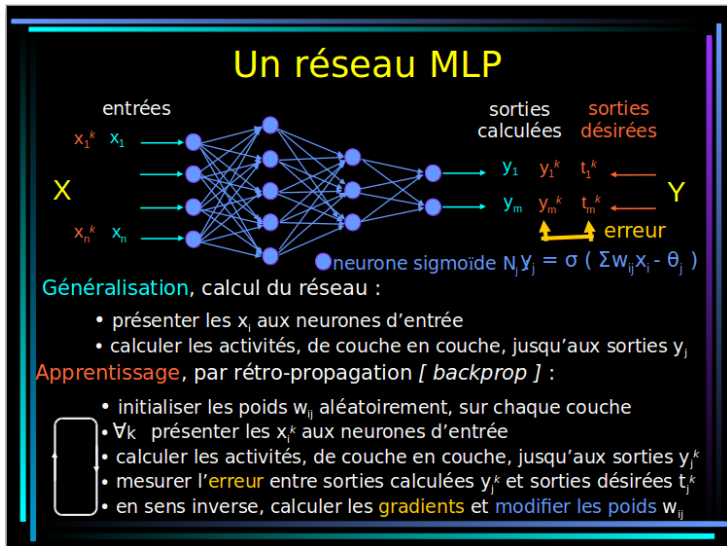 Un réseau MLP
entrées
sorties calculées
sorties désirées
x₁ᵏ x₁
y₁ y₁ᵏ t₁ᵏ
X
Y
xₙᵏ xₙ
yₘ yₘᵏ tₘᵏ
erreur
neurone sigmoïde Nⱼ yⱼ = σ ( Σwᵢⱼxᵢ - θⱼ )
Généralisation, calcul du réseau :
• présenter les xᵢ aux neurones d’entrée
• calculer les activités, de couche en couche, jusqu’aux sorties yⱼ
Apprentissage, par rétro-propagation [ backprop ] :
• initialiser les poids wᵢⱼ aléatoirement, sur chaque couche
• ∀k présenter les xᵢᵏ aux neurones d’entrée
• calculer les activités, de couche en couche, jusqu’aux sorties yⱼᵏ
• mesurer l’erreur entre sorties calculées yⱼᵏ et sorties désirées tⱼᵏ
• en sens inverse, calculer les gradients et modifier les poids wᵢⱼ